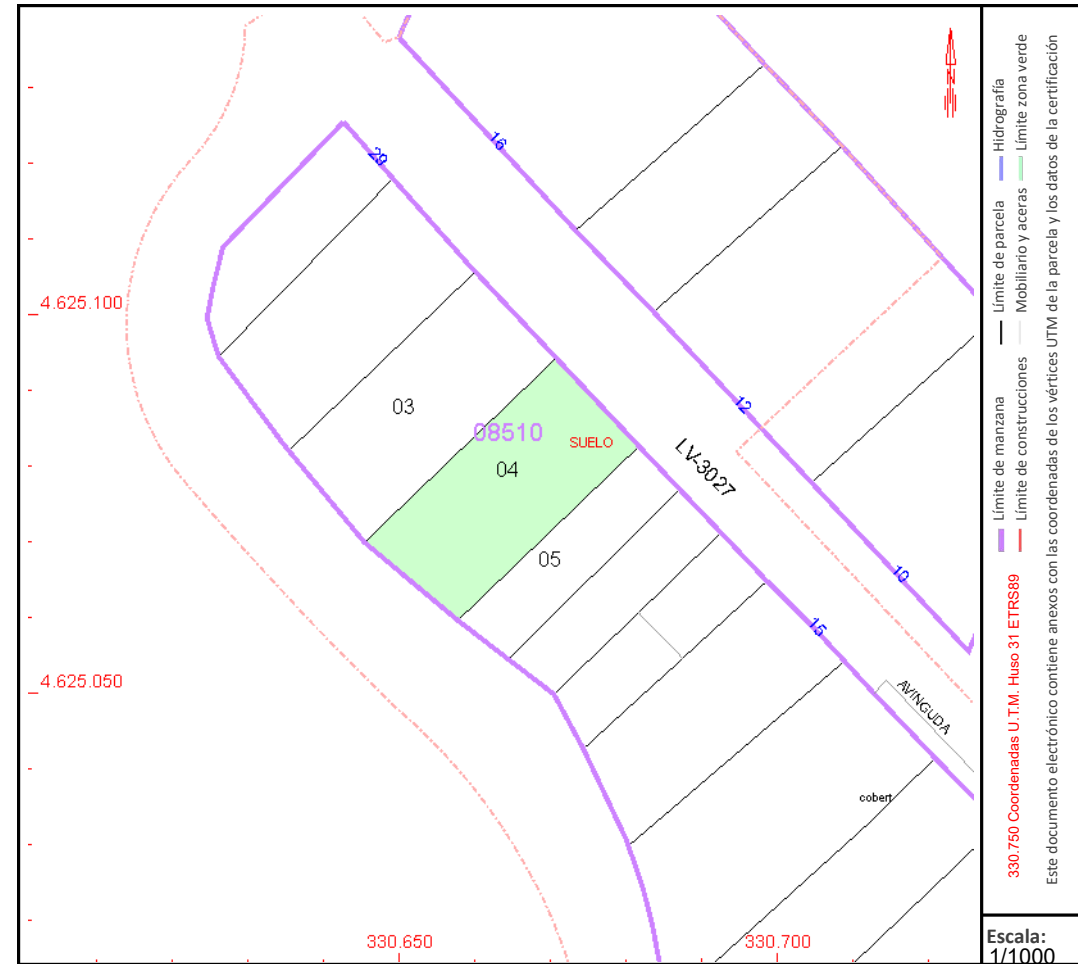 16
29
4.625.100
03
08510
SUELO
04
12
LV-3027
05
10
15
4.625.050
AVINGUDA
cobert
330.650
330.700
N
330.750 Coordenadas U.T.M. Huso 31 ETRS89
Límite de manzana
Límite de parcela
Hidrografía
Límite de construcciones
Mobiliario y aceras
Límite zona verde
Este documento electrónico contiene anexos con las coordenadas de los vértices UTM de la parcela y los datos de la certificación
Escala:
1/1000